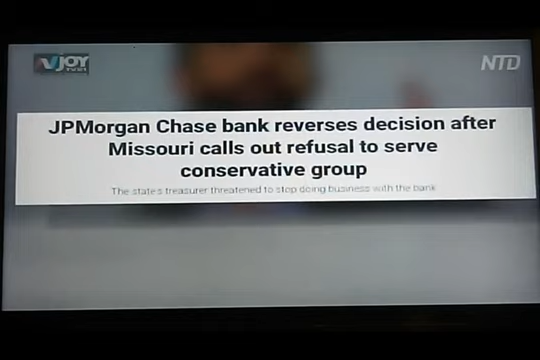 VJOY
NTD
JPMorgan Chase bank reverses decision after
Missouri calls out refusal to serve
conservative group
The state's treasurer threatened to stop doing business with the bank